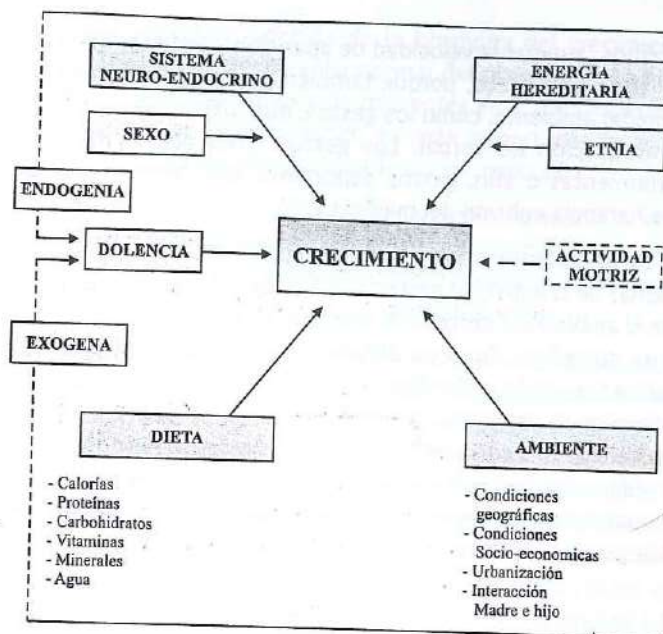 SISTEMA
NEURO-ENDOCRINO
ENERGIA
HEREDITARIA
SEXO
ETNIA
ENDOGENIA
DOLENCIA
CRECIMIENTO
ACTIVIDAD
MOTRIZ
EXOGENA
DIETA
AMBIENTE
- Calorías
- Proteínas
- Carbohidratos
- Vitaminas
- Minerales
- Agua
- Condiciones
geográficas
- Condiciones
Socio-economicas
- Urbanización
- Interacción
Madre e hijo